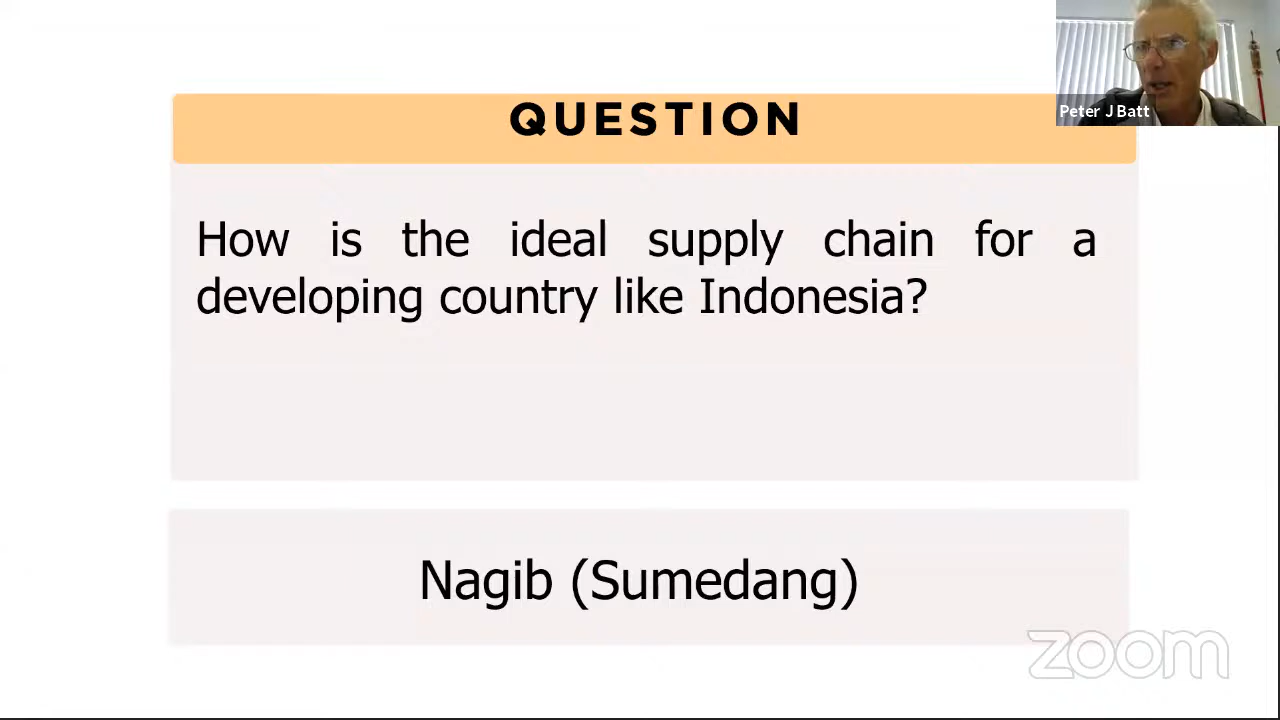 QUESTION
Peter J Batt
How is the ideal supply chain for a
developing country like Indonesia?
Nagib (Sumedang)
zoom